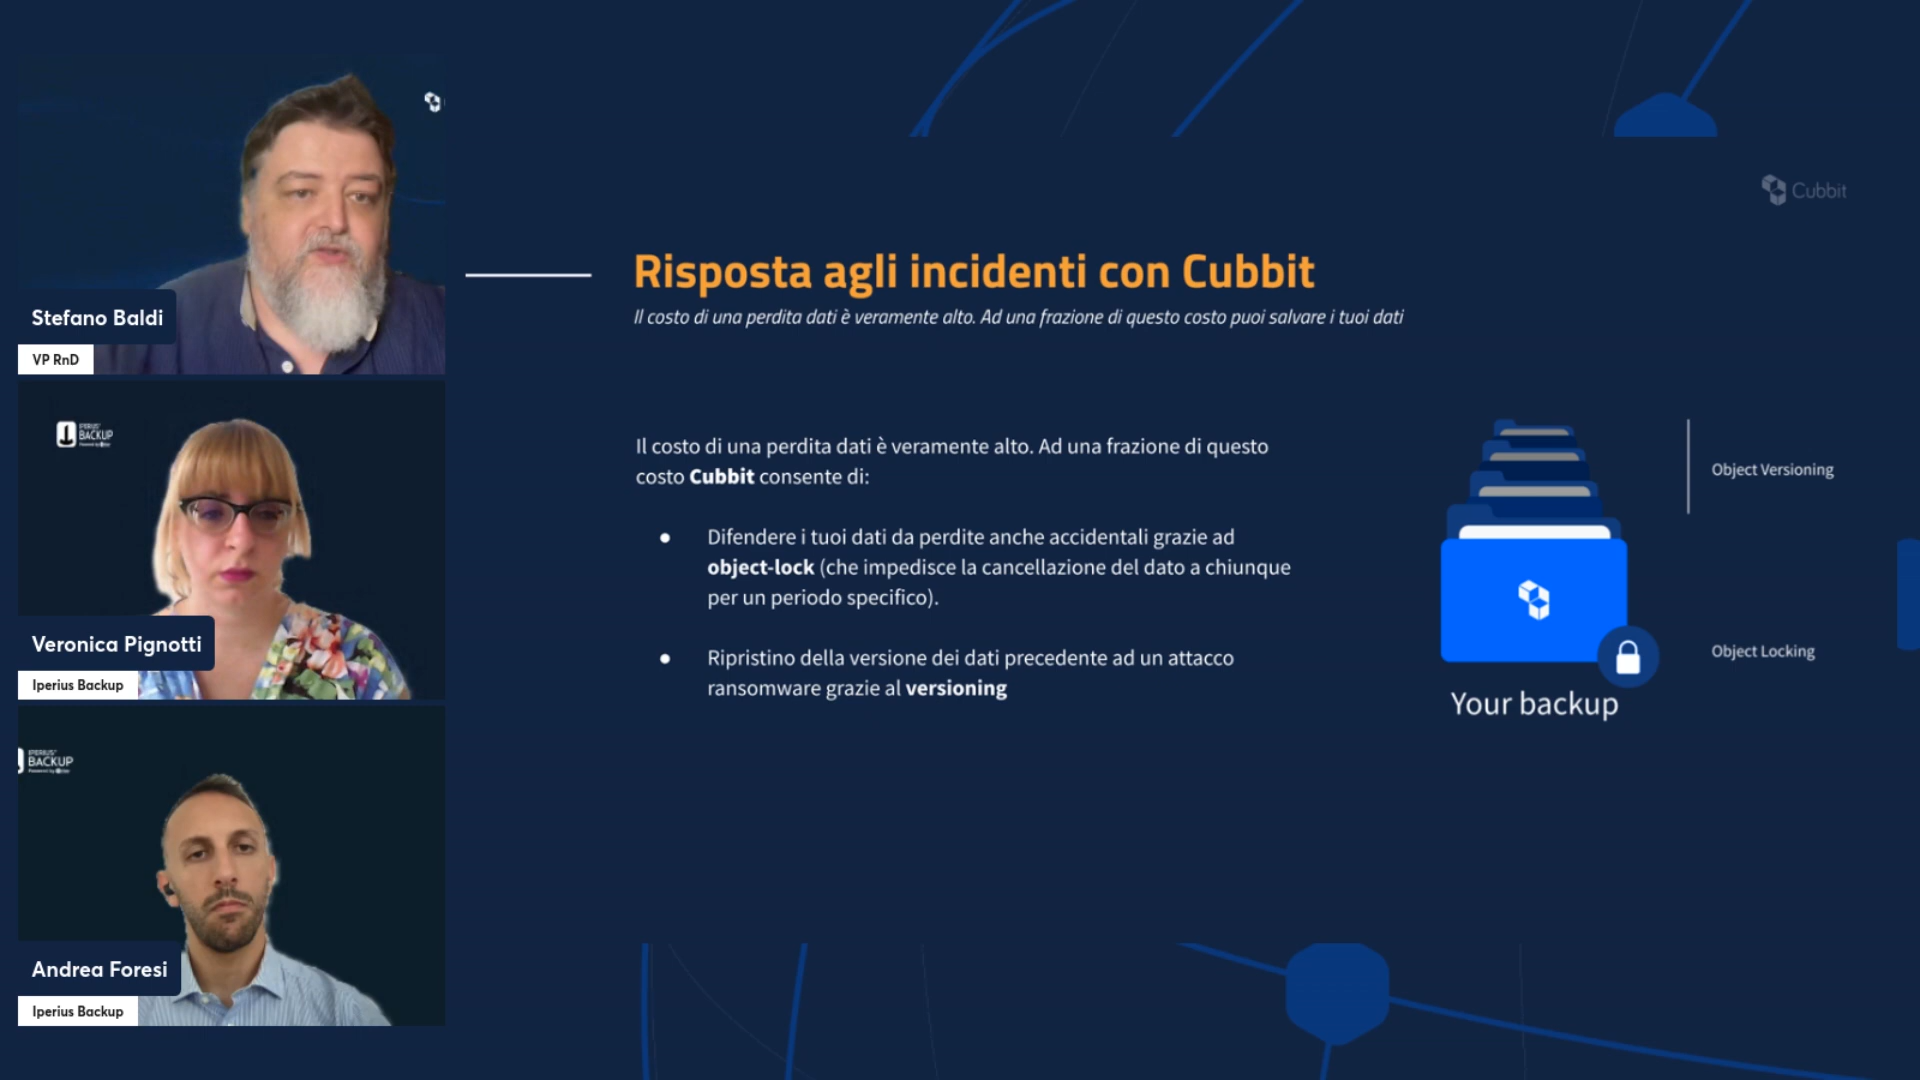 Stefano Baldi
VP RnD
IPERIUS
BACKUP
Veronica Pignotti
Iperius Backup
IPERIUS
BACKUP
Andrea Foresi
Iperius Backup
Cubbit
Risposta agli incidenti con Cubbit
Il costo di una perdita dati è veramente alto. Ad una frazione di questo costo puoi salvare i tuoi dati
Il costo di una perdita dati è veramente alto. Ad una frazione di questo
costo Cubbit consente di:
● Difendere i tuoi dati da perdite anche accidentali grazie ad
object-lock (che impedisce la cancellazione del dato a chiunque
per un periodo specifico).
● Ripristino della versione dei dati precedente ad un attacco
ransomware grazie al versioning
Object Versioning
Object Locking
Your backup